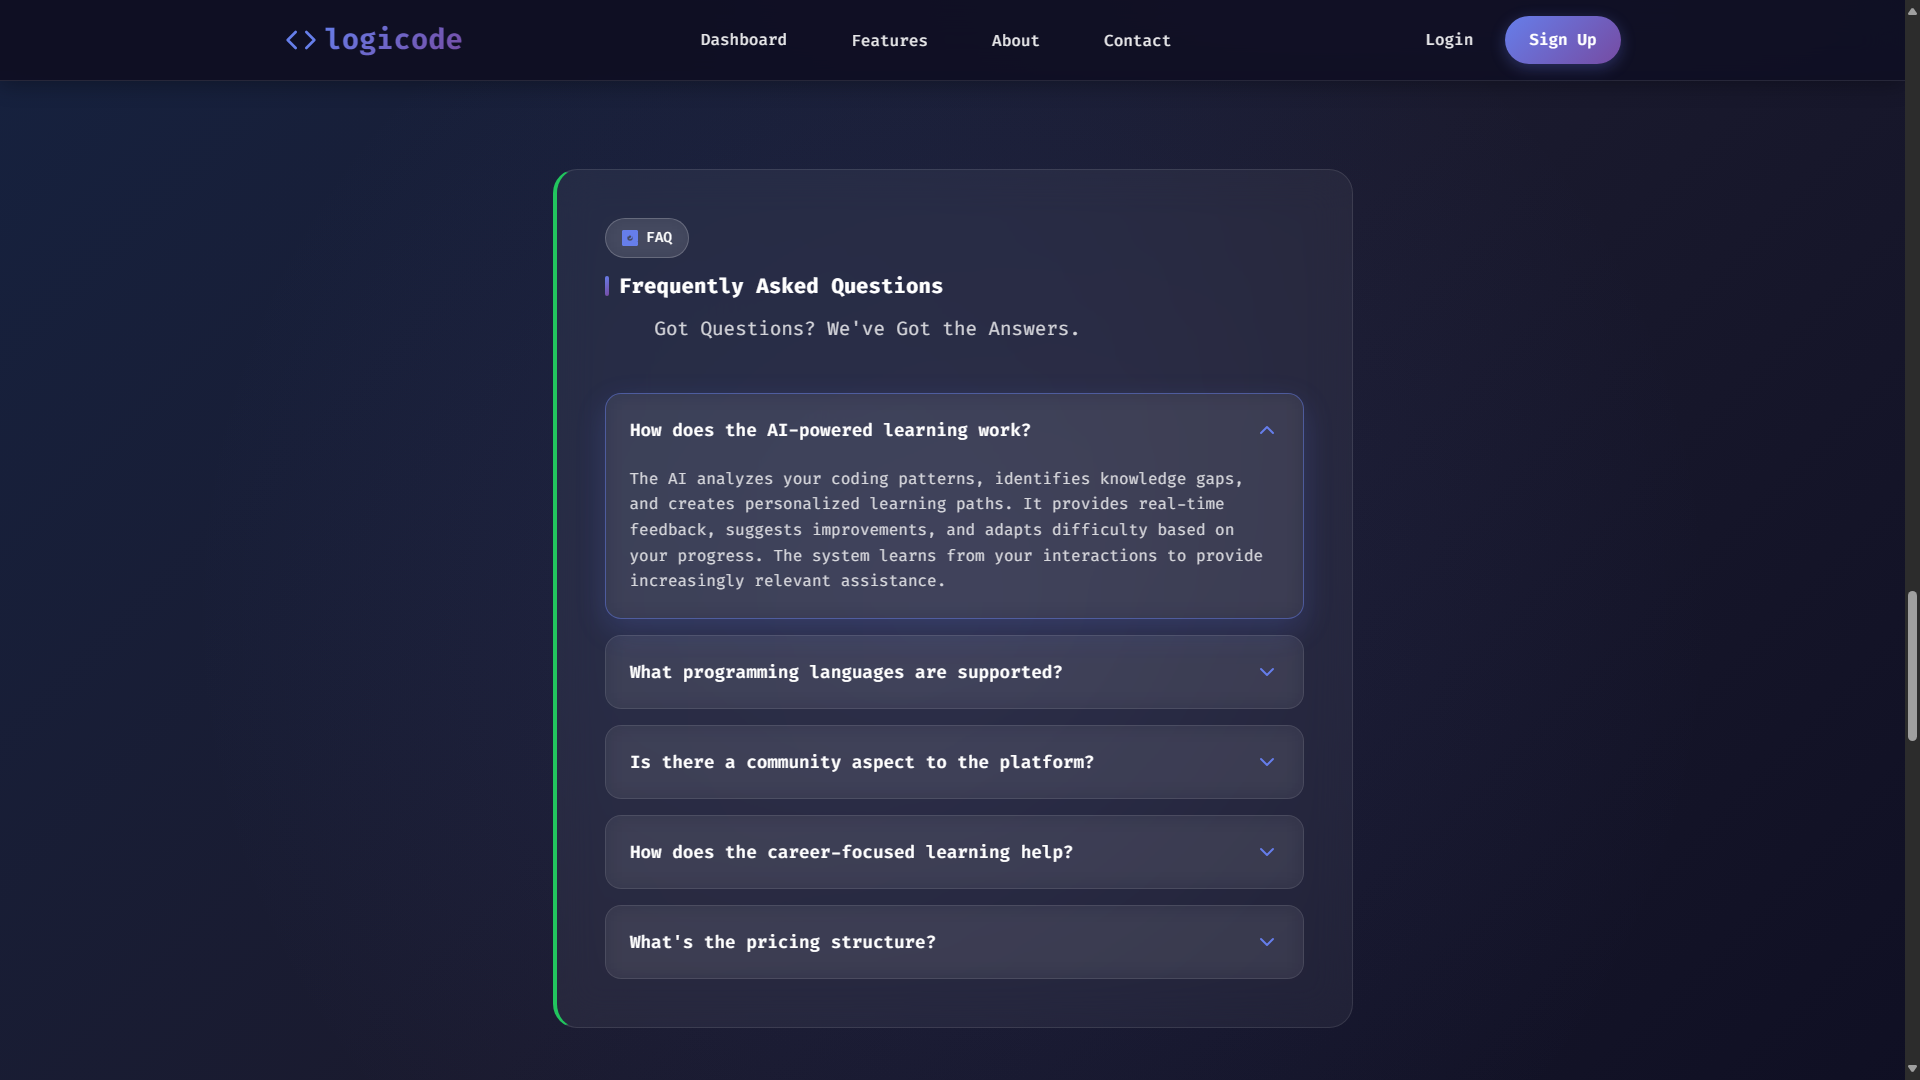 <> logicode
Dashboard
Features
About
Contact
Login
Sign Up
FAQ
Frequently Asked Questions
Got Questions? We've Got the Answers.
How does the AI-powered learning work?
The AI analyzes your coding patterns, identifies knowledge gaps,
and creates personalized learning paths. It provides real-time
feedback, suggests improvements, and adapts difficulty based on
your progress. The system learns from your interactions to provide
increasingly relevant assistance.
What programming languages are supported?
Is there a community aspect to the platform?
How does the career-focused learning help?
What's the pricing structure?